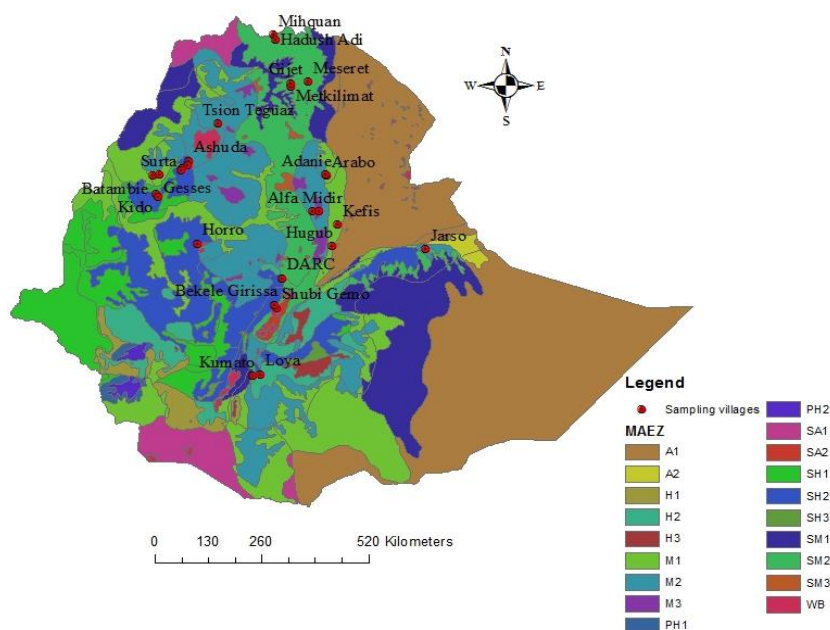 Mihquan
Hadush Adi
Gijet
Meseret
Metkilimat
N
W
E
S
Tsion Teguaz
Ashuda
Surta
Adanie
Arabo
Batambie
Gesses
Kido
Alfa Midir
Kefis
Horro
Hugub
Jarso
DARC
Bekele Girissa
Shubi Gemo
Kumato
Loya
0 130 260 520 Kilometers
Legend
Sampling villages
MAEZ
A1
A2
H1
H2
H3
M1
M2
M3
PH1
PH2
SA1
SA2
SH1
SH2
SH3
SM1
SM2
SM3
WB